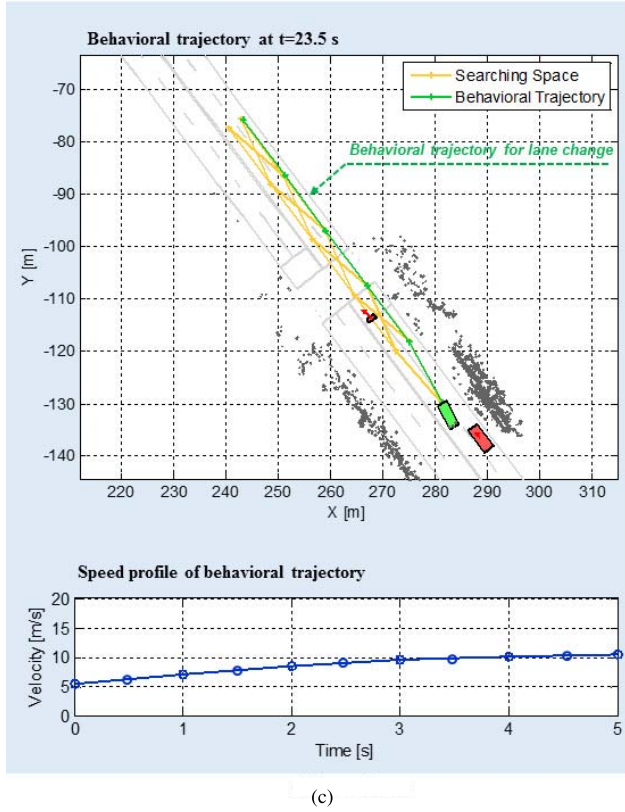 Behavioral trajectory at t=23.5 s
Searching Space
Behavioral Trajectory
Behavioral trajectory for lane change
-70
-80
-90
-100
-110
-120
-130
-140
Y [m]
220 230 240 250 260 270 280 290 300 310
X [m]
Speed profile of behavioral trajectory
20
15
10
5
0
Velocity [m/s]
0 1 2 3 4 5
Time [s]
(c)